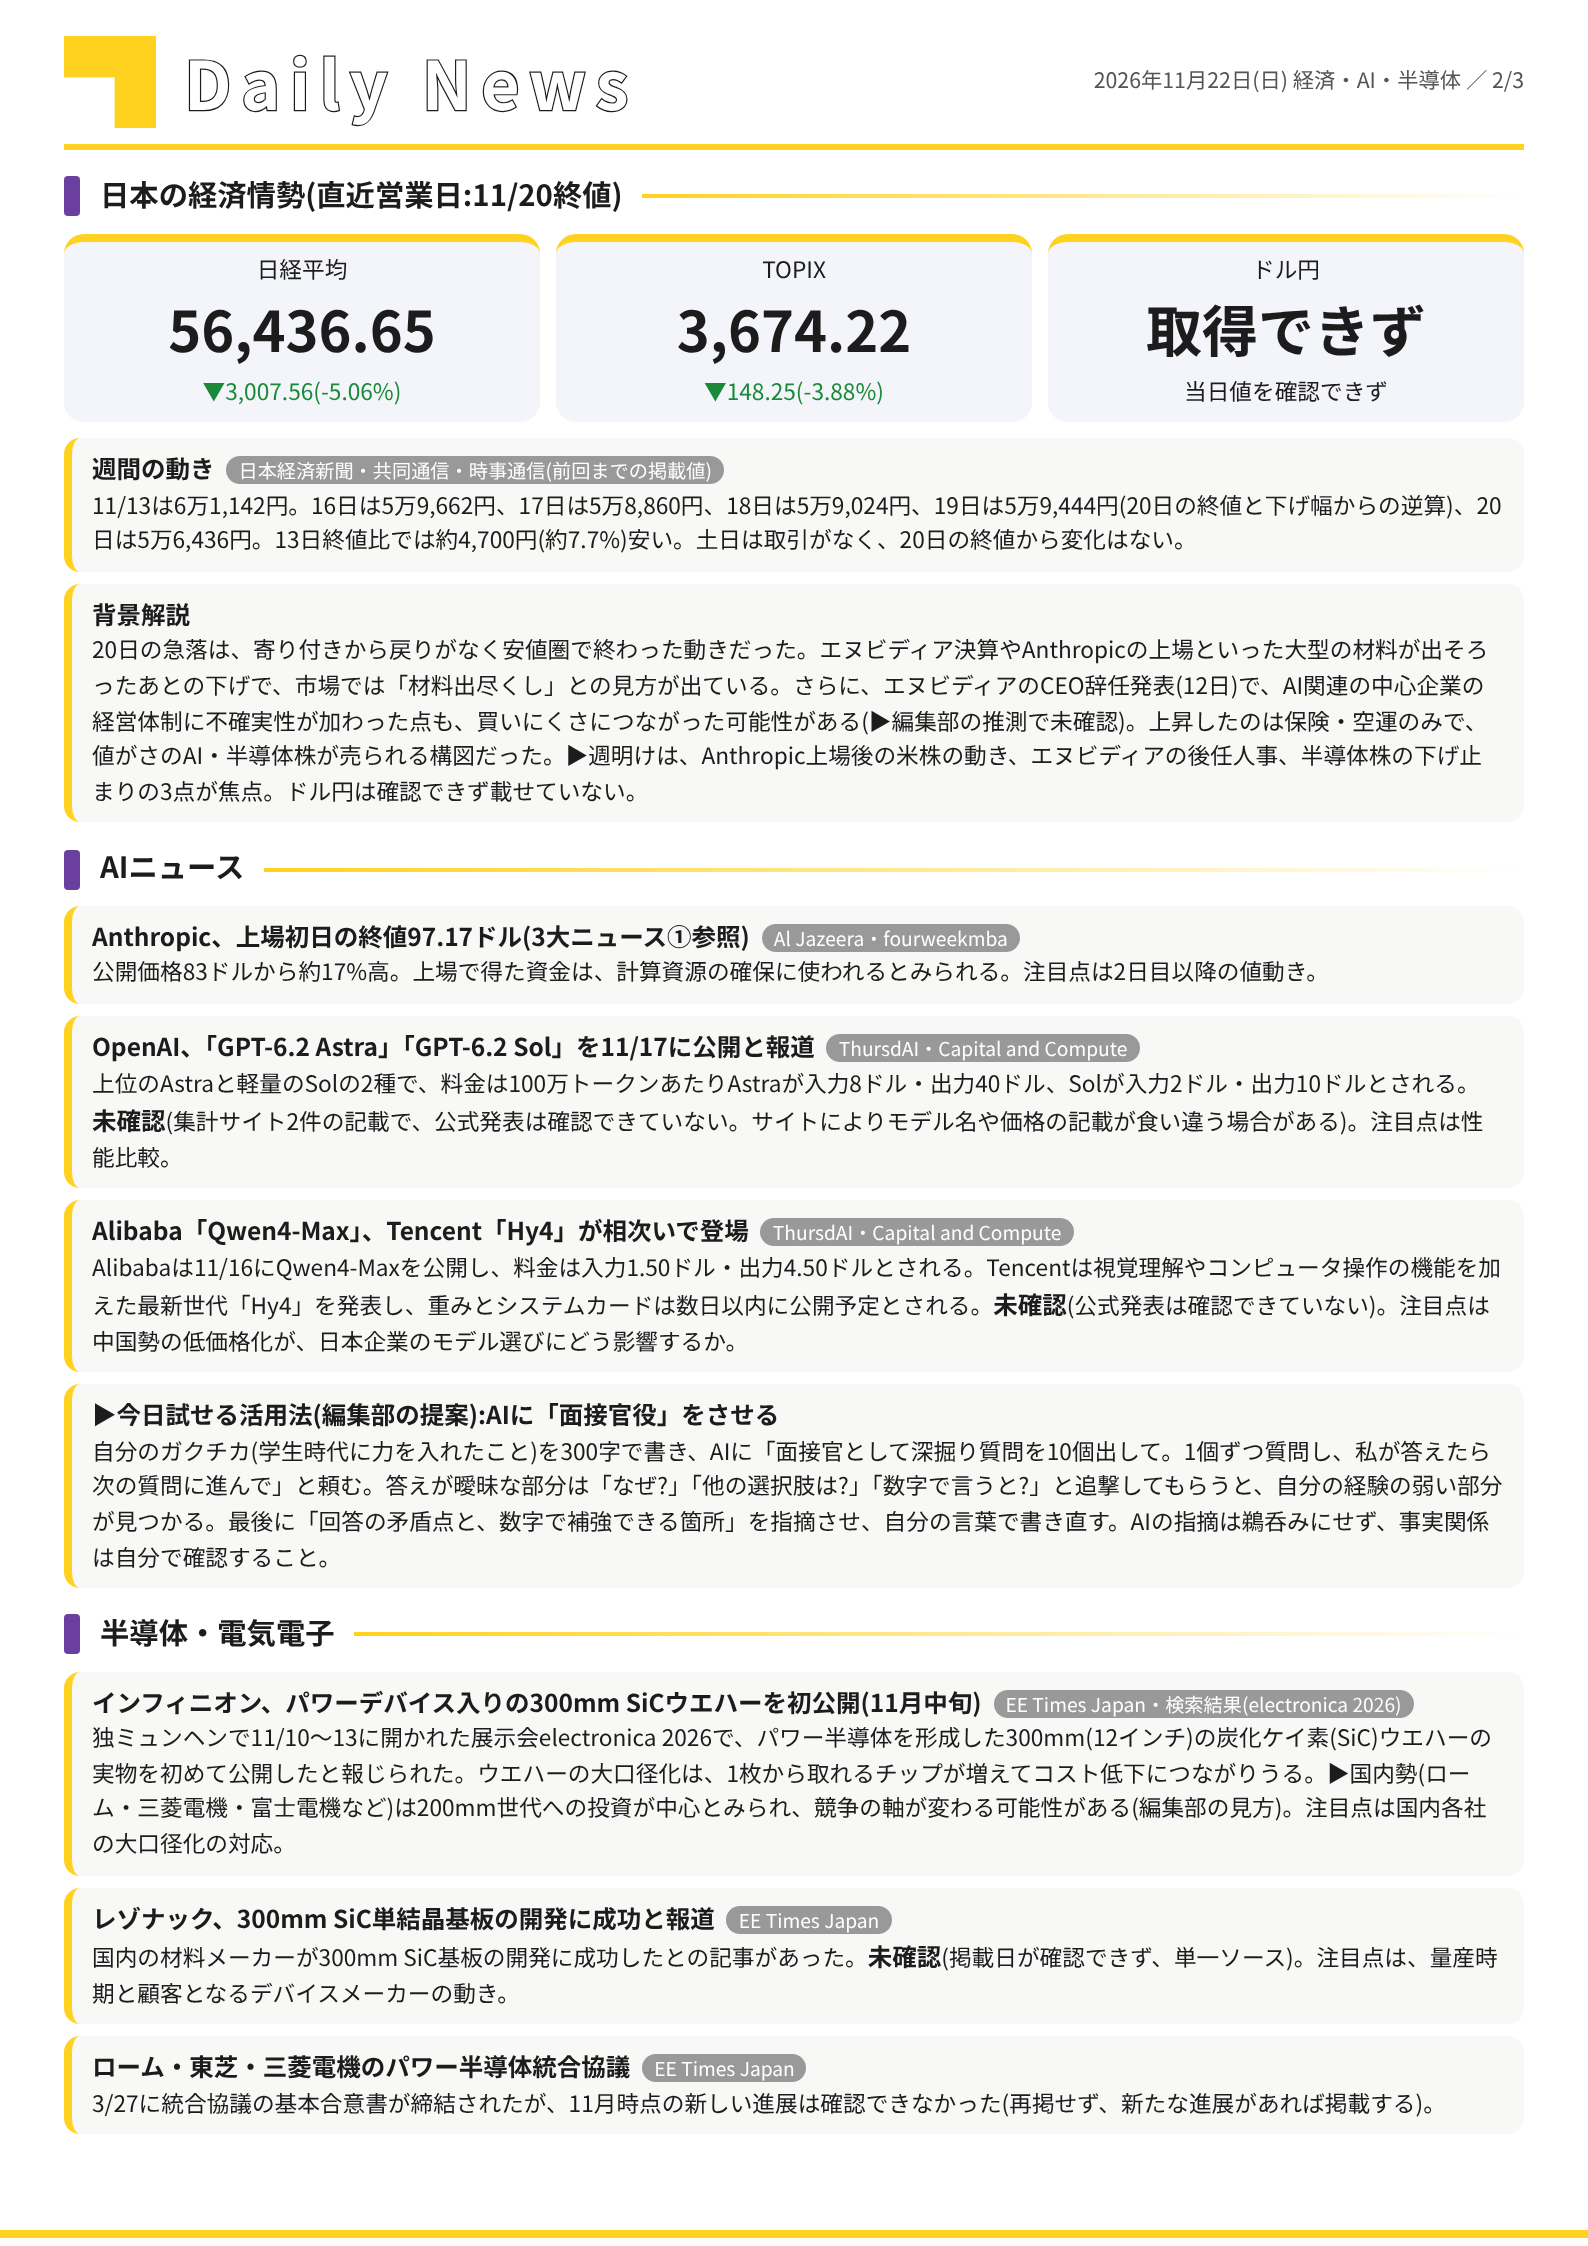 Daily News
2026年11月22日(日) 経済・AI・半導体 ／ 2/3
日本の経済情勢(直近営業日:11/20終値)
日経平均
56,436.65
▼3,007.56(-5.06%)
TOPIX
3,674.22
▼148.25(-3.88%)
ドル円
取得できず
当日値を確認できず
週間の動き 日本経済新聞・共同通信・時事通信(前回までの掲載値)
11/13は6万1,142円。16日は5万9,662円、17日は5万8,860円、18日は5万9,024円、19日は5万9,444円(20日の終値と下げ幅からの逆算)、20
日は5万6,436円。13日終値比では約4,700円(約7.7%)安い。土日は取引がなく、20日の終値から変化はない。
背景解説
20日の急落は、寄り付きから戻りがなく安値圏で終わった動きだった。エヌビディア決算やAnthropicの上場といった大型の材料が出そろ
ったあとの下げで、市場では「材料出尽くし」との見方が出ている。さらに、エヌビディアのCEO辞任発表(12日)で、AI関連の中心企業の
経営体制に不確実性が加わった点も、買いにくさにつながった可能性がある(▶編集部の推測で未確認)。上昇したのは保険・空運のみで、
値がさのAI・半導体株が売られる構図だった。▶週明けは、Anthropic上場後の米株の動き、エヌビディアの後任人事、半導体株の下げ止
まりの3点が焦点。ドル円は確認できず載せていない。
AIニュース
Anthropic、上場初日の終値97.17ドル(3大ニュース①参照) Al Jazeera・fourweekmba
公開価格83ドルから約17%高。上場で得た資金は、計算資源の確保に使われるとみられる。注目点は2日目以降の値動き。
OpenAI、「GPT-6.2 Astra」「GPT-6.2 Sol」を11/17に公開と報道 ThursdAI・Capital and Compute
上位のAstraと軽量のSolの2種で、料金は100万トークンあたりAstraが入力8ドル・出力40ドル、Solが入力2ドル・出力10ドルとされる。
未確認(集計サイト2件の記載で、公式発表は確認できていない。サイトによりモデル名や価格の記載が食い違う場合がある)。注目点は性
能比較。
Alibaba「Qwen4-Max」、Tencent「Hy4」が相次いで登場 ThursdAI・Capital and Compute
Alibabaは11/16にQwen4-Maxを公開し、料金は入力1.50ドル・出力4.50ドルとされる。Tencentは視覚理解やコンピュータ操作の機能を加
えた最新世代「Hy4」を発表し、重みとシステムカードは数日以内に公開予定とされる。未確認(公式発表は確認できていない)。注目点は
中国勢の低価格化が、日本企業のモデル選びにどう影響するか。
▶今日試せる活用法(編集部の提案):AIに「面接官役」をさせる
自分のガクチカ(学生時代に力を入れたこと)を300字で書き、AIに「面接官として深掘り質問を10個出して。1個ずつ質問し、私が答えたら
次の質問に進んで」と頼む。答えが曖昧な部分は「なぜ?」「他の選択肢は?」「数字で言うと?」と追撃してもらうと、自分の経験の弱い部分
が見つかる。最後に「回答の矛盾点と、数字で補強できる箇所」を指摘させ、自分の言葉で書き直す。AIの指摘は鵜呑みにせず、事実関係
は自分で確認すること。
半導体・電気電子
インフィニオン、パワーデバイス入りの300mm SiCウエハーを初公開(11月中旬) EE Times Japan・検索結果(electronica 2026)
独ミュンヘンで11/10〜13に開かれた展示会electronica 2026で、パワー半導体を形成した300mm(12インチ)の炭化ケイ素(SiC)ウエハーの
実物を初めて公開したと報じられた。ウエハーの大口径化は、1枚から取れるチップが増えてコスト低下につながりうる。▶国内勢(ロー
ム・三菱電機・富士電機など)は200mm世代への投資が中心とみられ、競争の軸が変わる可能性がある(編集部の見方)。注目点は国内各社
の大口径化の対応。
レゾナック、300mm SiC単結晶基板の開発に成功と報道 EE Times Japan
国内の材料メーカーが300mm SiC基板の開発に成功したとの記事があった。未確認(掲載日が確認できず、単一ソース)。注目点は、量産時
期と顧客となるデバイスメーカーの動き。
ローム・東芝・三菱電機のパワー半導体統合協議 EE Times Japan
3/27に統合協議の基本合意書が締結されたが、11月時点の新しい進展は確認できなかった(再掲せず、新たな進展があれば掲載する)。